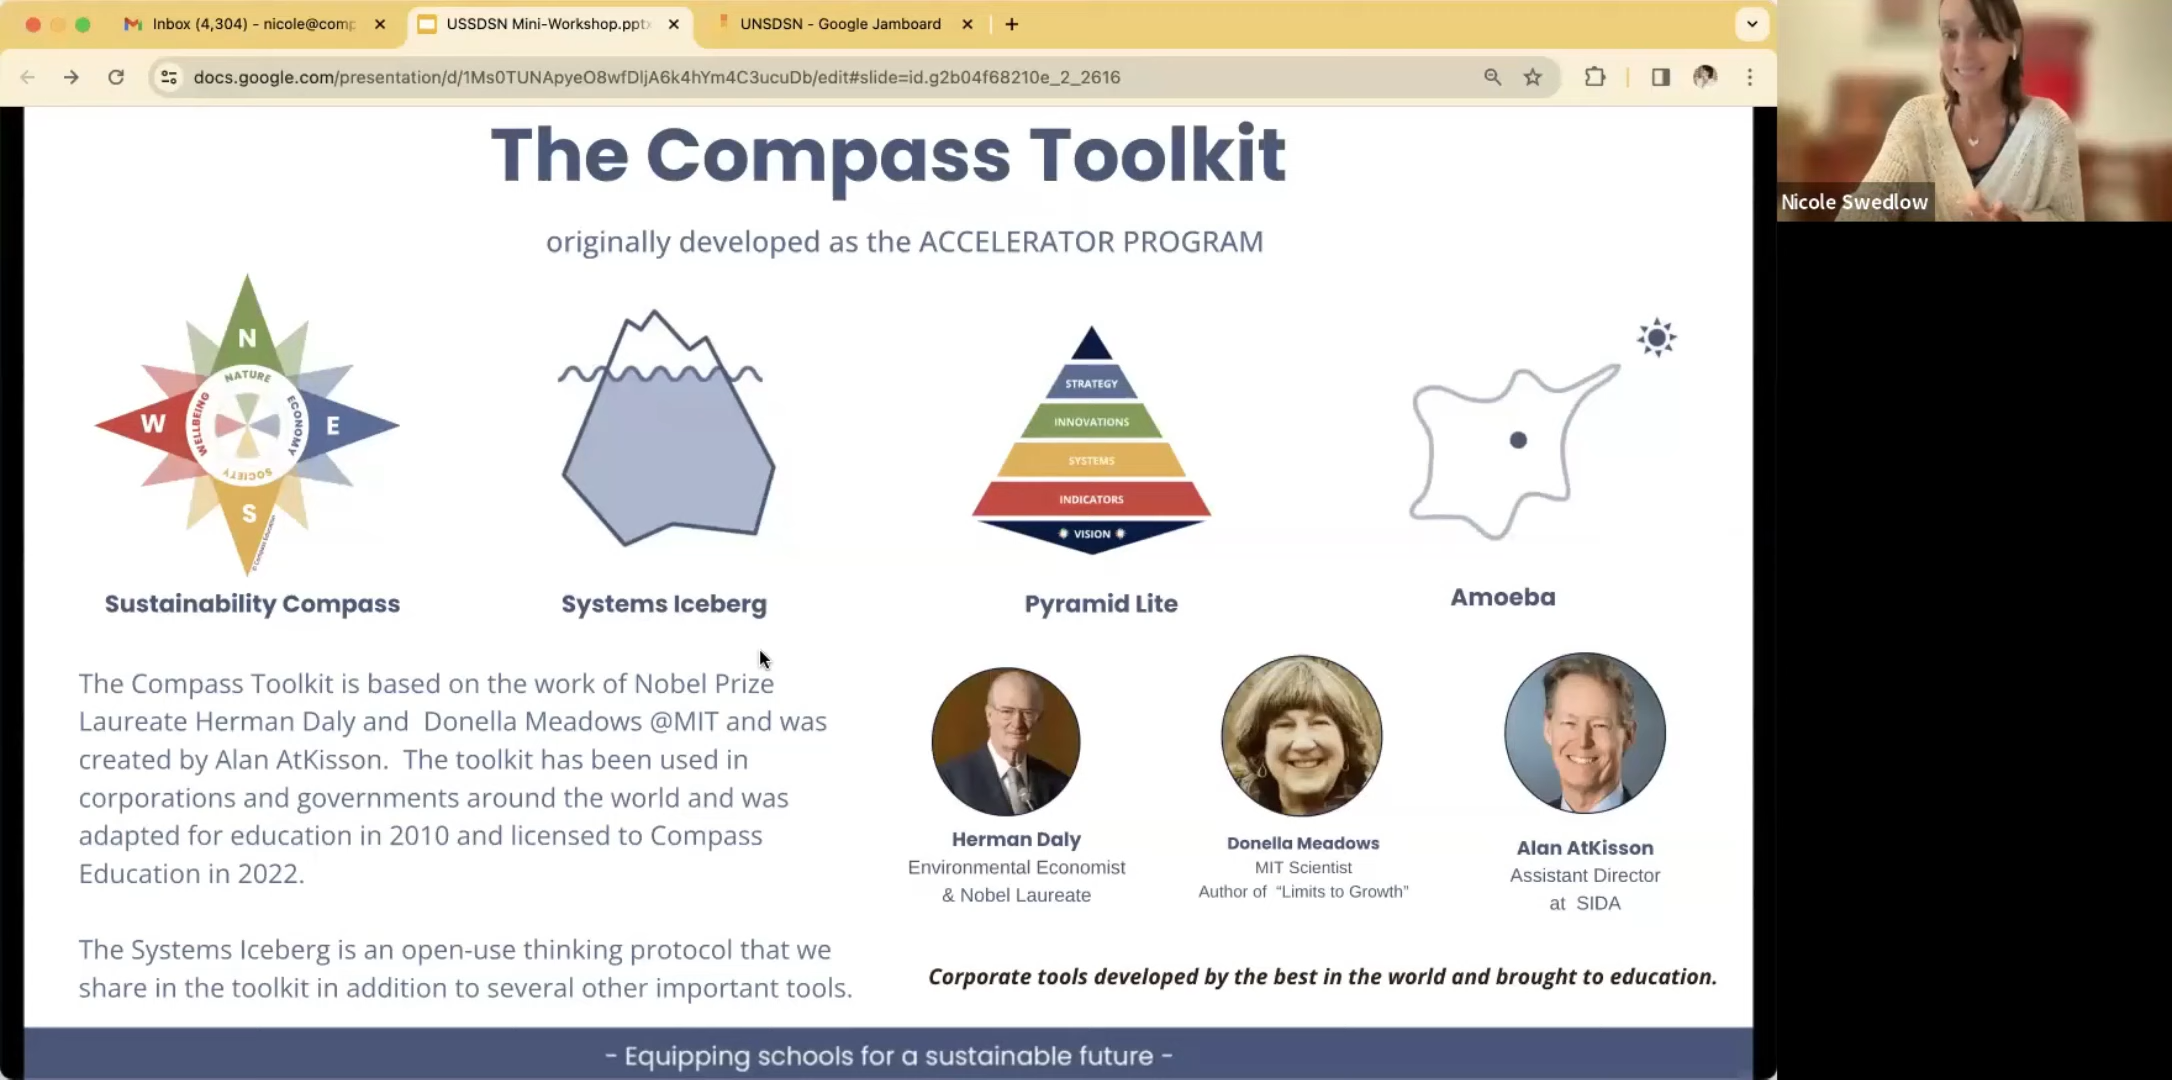 Inbox (4,304) - nicole@comp
USSDSN Mini-Workshop.pptx
UNSDSN - Google Jamboard
docs.google.com/presentation/d/1Ms0TUNApyeO8wfDljA6k4hYm4C3ucuDb/edit#slide=id.g2b04f68210e_2_2616
Nicole Swedlow
The Compass Toolkit
originally developed as the ACCELERATOR PROGRAM
N
NATURE
W
WELLBEING
ECONOMY
E
SOCIETY
S
© Compass Education
STRATEGY
INNOVATIONS
SYSTEMS
INDICATORS
VISION
Sustainability Compass
Systems Iceberg
Pyramid Lite
Amoeba
The Compass Toolkit is based on the work of Nobel Prize
Laureate Herman Daly and Donella Meadows @MIT and was
created by Alan AtKisson. The toolkit has been used in
corporations and governments around the world and was
adapted for education in 2010 and licensed to Compass
Education in 2022.
The Systems Iceberg is an open-use thinking protocol that we
share in the toolkit in addition to several other important tools.
Herman Daly
Environmental Economist
& Nobel Laureate
Donella Meadows
MIT Scientist
Author of “Limits to Growth”
Alan AtKisson
Assistant Director
at SIDA
Corporate tools developed by the best in the world and brought to education.
- Equipping schools for a sustainable future -